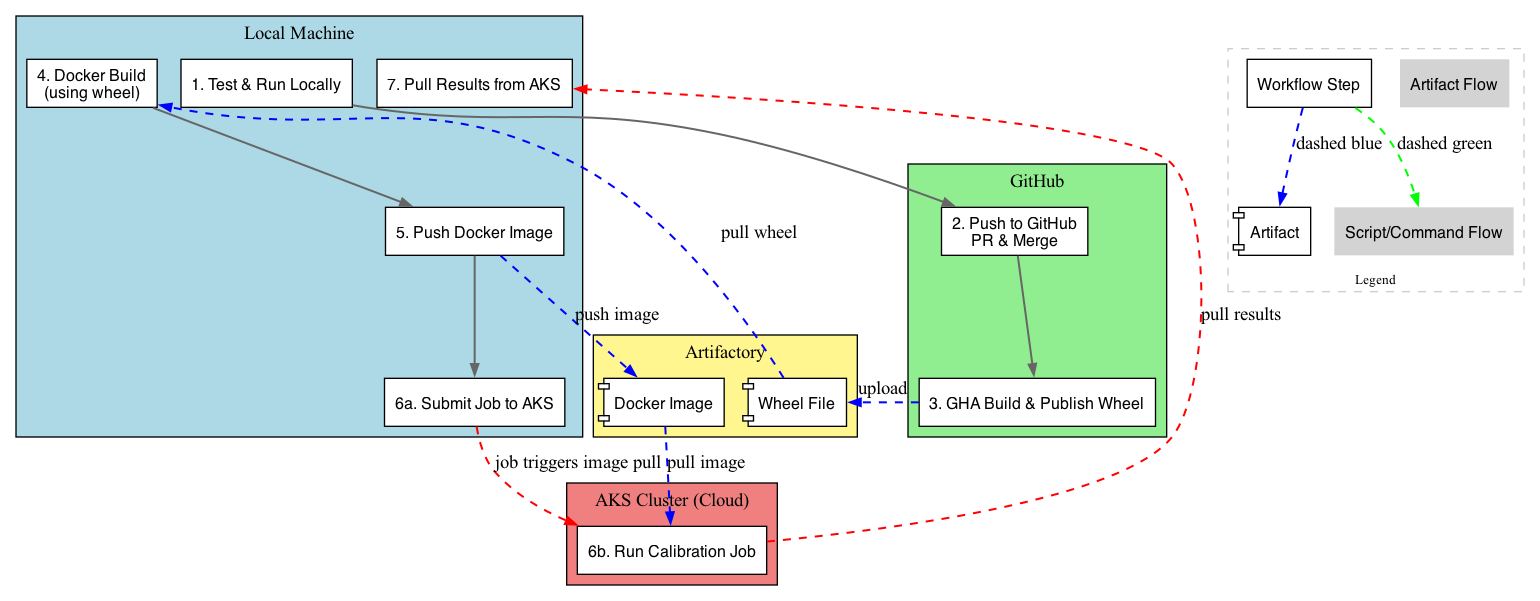 Local Machine
4. Docker Build
(using wheel)
1. Test & Run Locally
7. Pull Results from AKS
5. Push Docker Image
6a. Submit Job to AKS
push image
pull wheel
Artifactory
Docker Image
Wheel File
upload
GitHub
2. Push to GitHub
PR & Merge
3. GHA Build & Publish Wheel
pull results
job triggers image pull
pull image
AKS Cluster (Cloud)
6b. Run Calibration Job
Workflow Step
Artifact Flow
dashed blue
dashed green
Artifact
Script/Command Flow
Legend